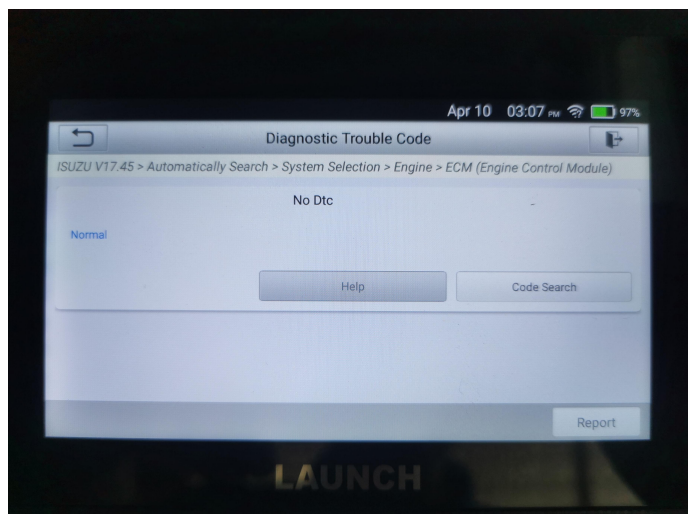 Apr 10 03:07 PM 97%
Diagnostic Trouble Code
ISUZU V17.45 > Automatically Search > System Selection > Engine > ECM (Engine Control Module)
No Dtc -
Normal
Help Code Search
Report
LAUNCH